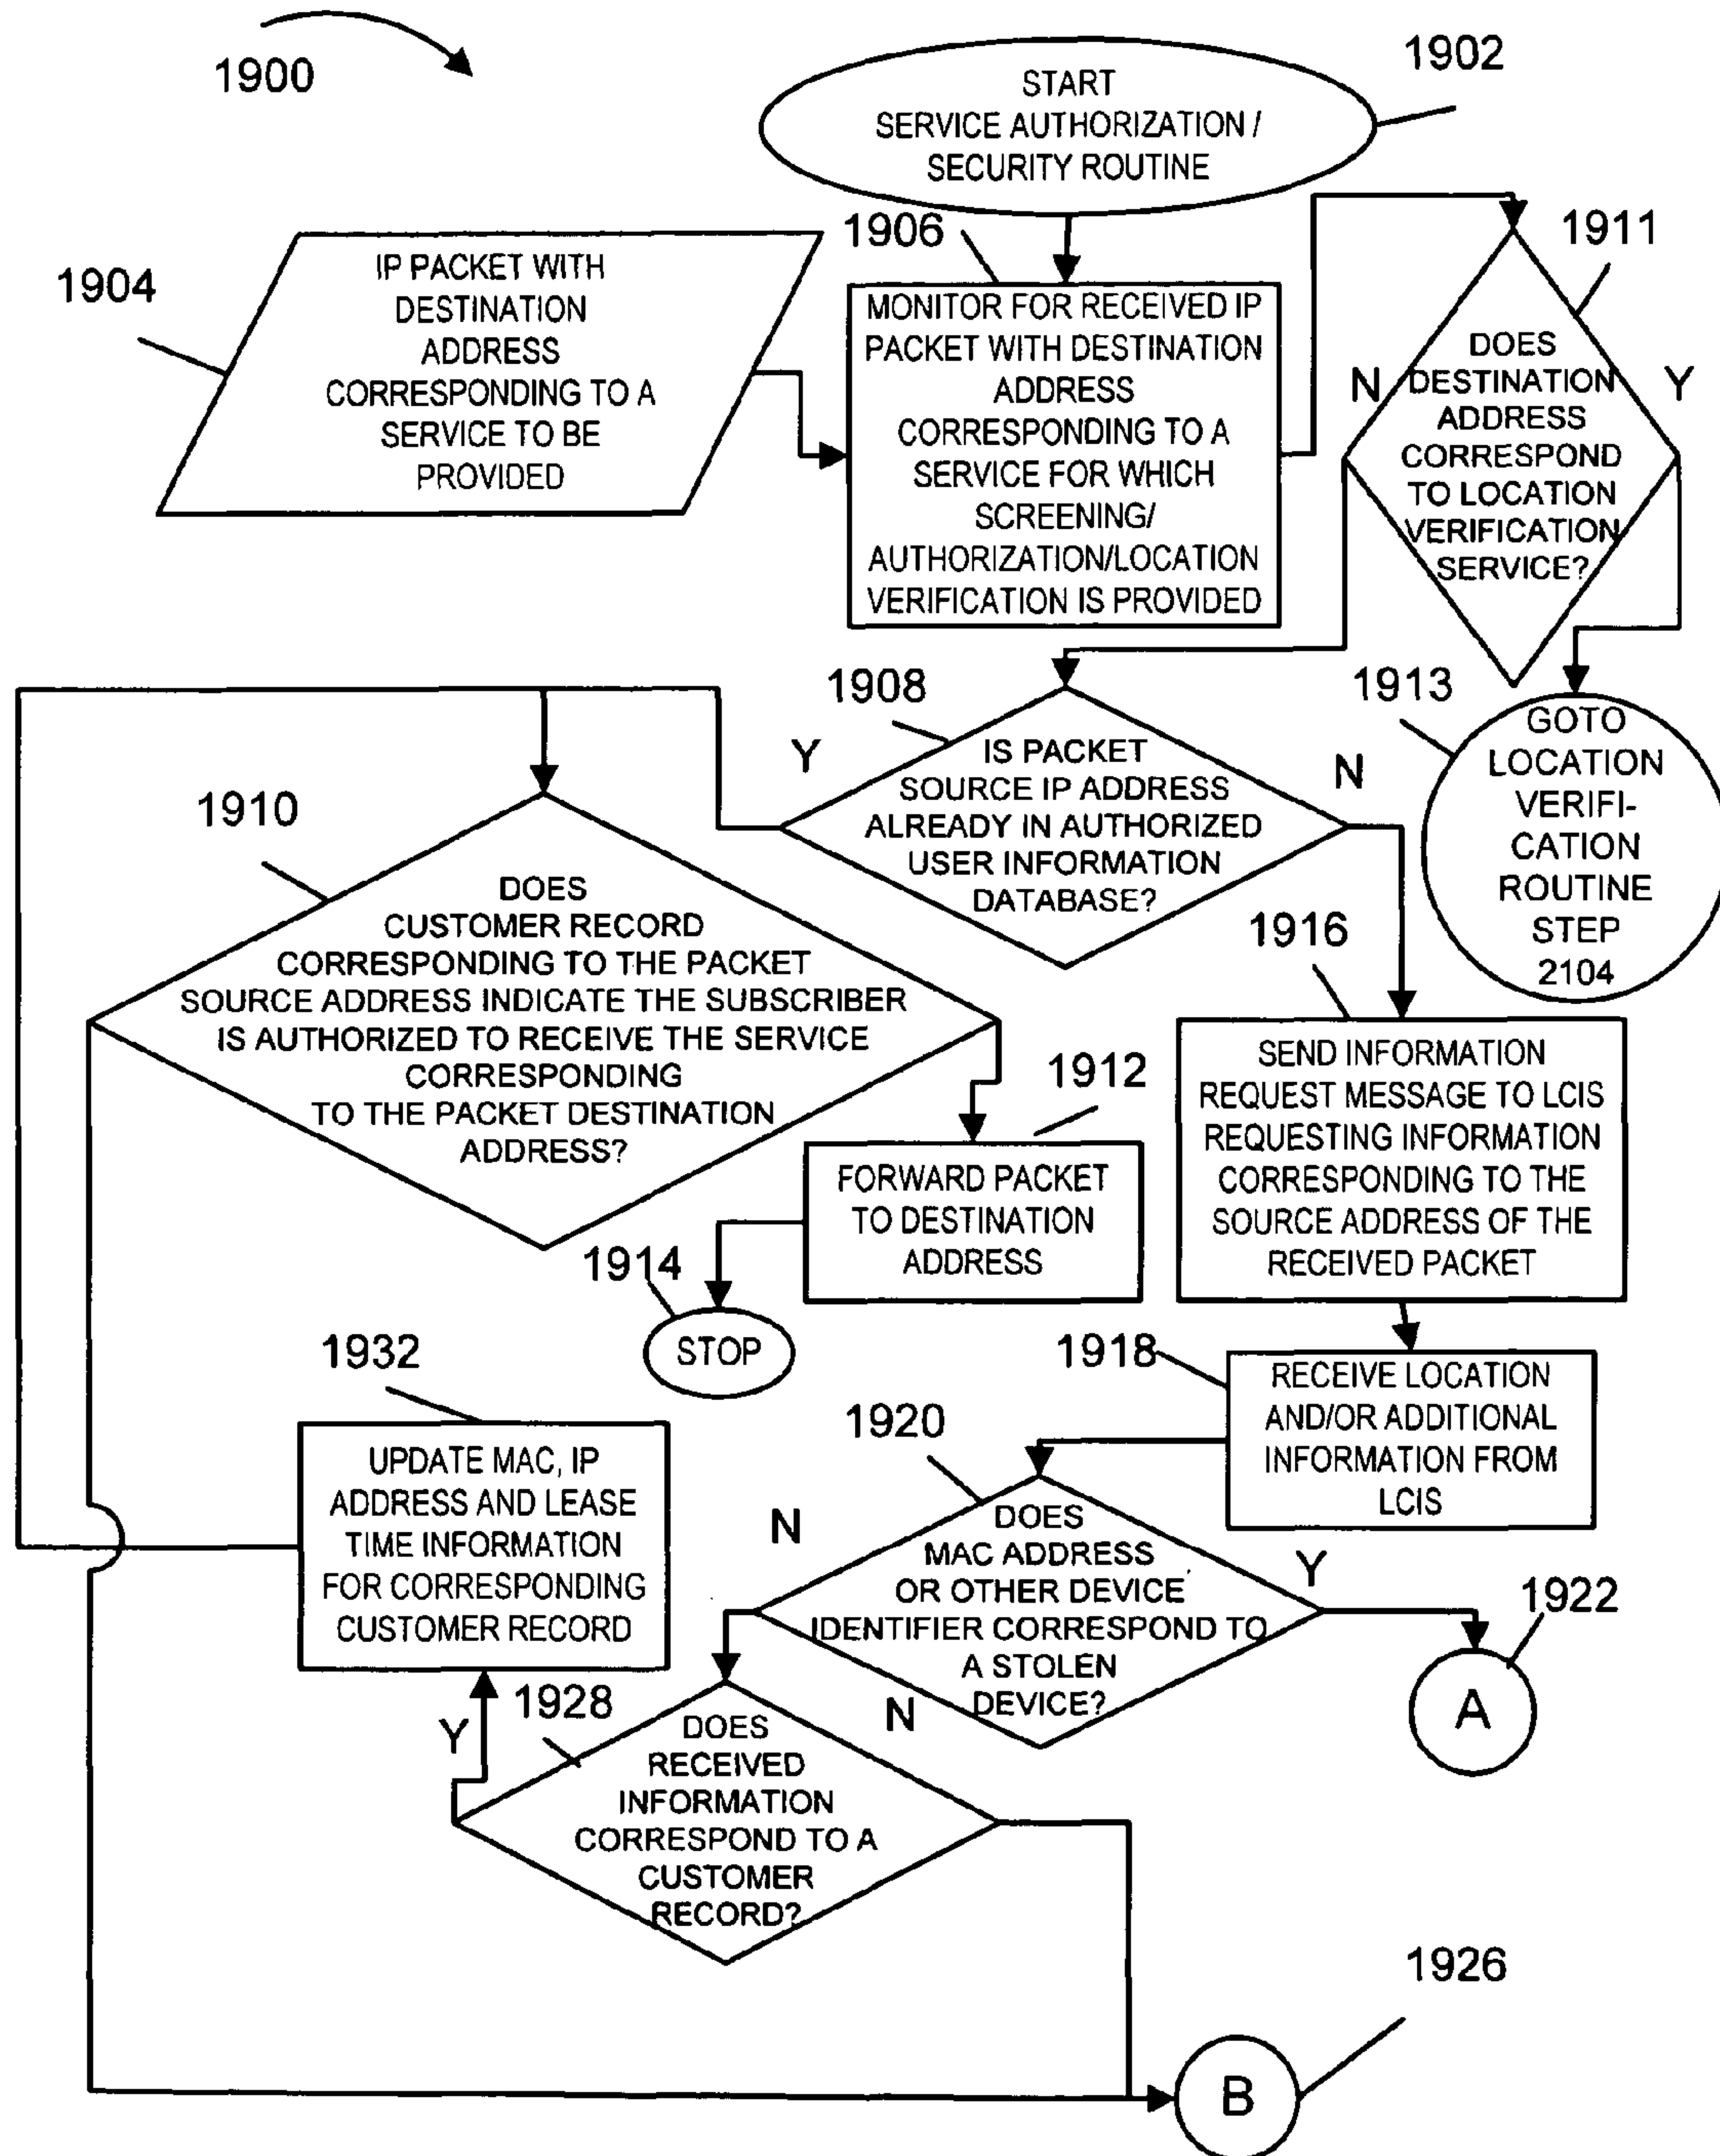 1900
1902
START
SERVICE AUTHORIZATION /
SECURITY ROUTINE
1904
IP PACKET WITH
DESTINATION
ADDRESS
CORRESPONDING TO A
SERVICE TO BE
PROVIDED
1906
MONITOR FOR RECEIVED IP
PACKET WITH DESTINATION
ADDRESS
CORRESPONDING TO A
SERVICE FOR WHICH
SCREENING/
AUTHORIZATION/LOCATION
VERIFICATION IS PROVIDED
1911
N
Y
DOES
DESTINATION
ADDRESS
CORRESPOND
TO LOCATION
VERIFICATION
SERVICE?
1913
GOTO
LOCATION
VERIFI-
CATION
ROUTINE
STEP
2104
1908
Y
N
IS PACKET
SOURCE IP ADDRESS
ALREADY IN AUTHORIZED
USER INFORMATION
DATABASE?
1910
DOES
CUSTOMER RECORD
CORRESPONDING TO THE PACKET
SOURCE ADDRESS INDICATE THE SUBSCRIBER
IS AUTHORIZED TO RECEIVE THE SERVICE
CORRESPONDING
TO THE PACKET DESTINATION
ADDRESS?
1912
FORWARD PACKET
TO DESTINATION
ADDRESS
1914
STOP
1916
SEND INFORMATION
REQUEST MESSAGE TO LCIS
REQUESTING INFORMATION
CORRESPONDING TO THE
SOURCE ADDRESS OF THE
RECEIVED PACKET
1918
RECEIVE LOCATION
AND/OR ADDITIONAL
INFORMATION FROM
LCIS
1920
N
Y
DOES
MAC ADDRESS
OR OTHER DEVICE
IDENTIFIER CORRESPOND TO
A STOLEN
DEVICE?
1922
A
1932
UPDATE MAC, IP
ADDRESS AND LEASE
TIME INFORMATION
FOR CORRESPONDING
CUSTOMER RECORD
1928
Y
N
DOES
RECEIVED
INFORMATION
CORRESPOND TO A
CUSTOMER
RECORD?
1926
B